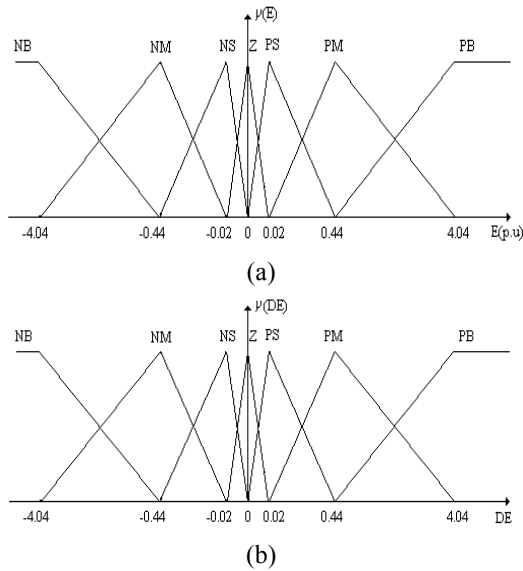 μ(E)
NB NM NS Z PS PM PB
-4.04 -0.44 -0.02 0 0.02 0.44 4.04 E(p.u)
(a)
μ(DE)
NB NM NS Z PS PM PB
-4.04 -0.44 -0.02 0 0.02 0.44 4.04 DE
(b)